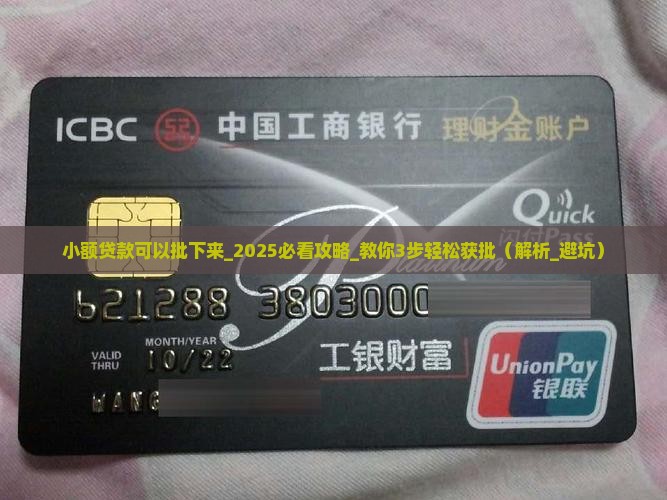 ICBC 中国工商银行 理财金账户
Quick
闪付Pass
小额贷款可以批下来_2025必看攻略_教你3步轻松获批（解析_避坑）
Platinum
621288 3803000
MONTH/YEAR
VALID THRU 10/22
工银财富
WANG
UnionPay
银联